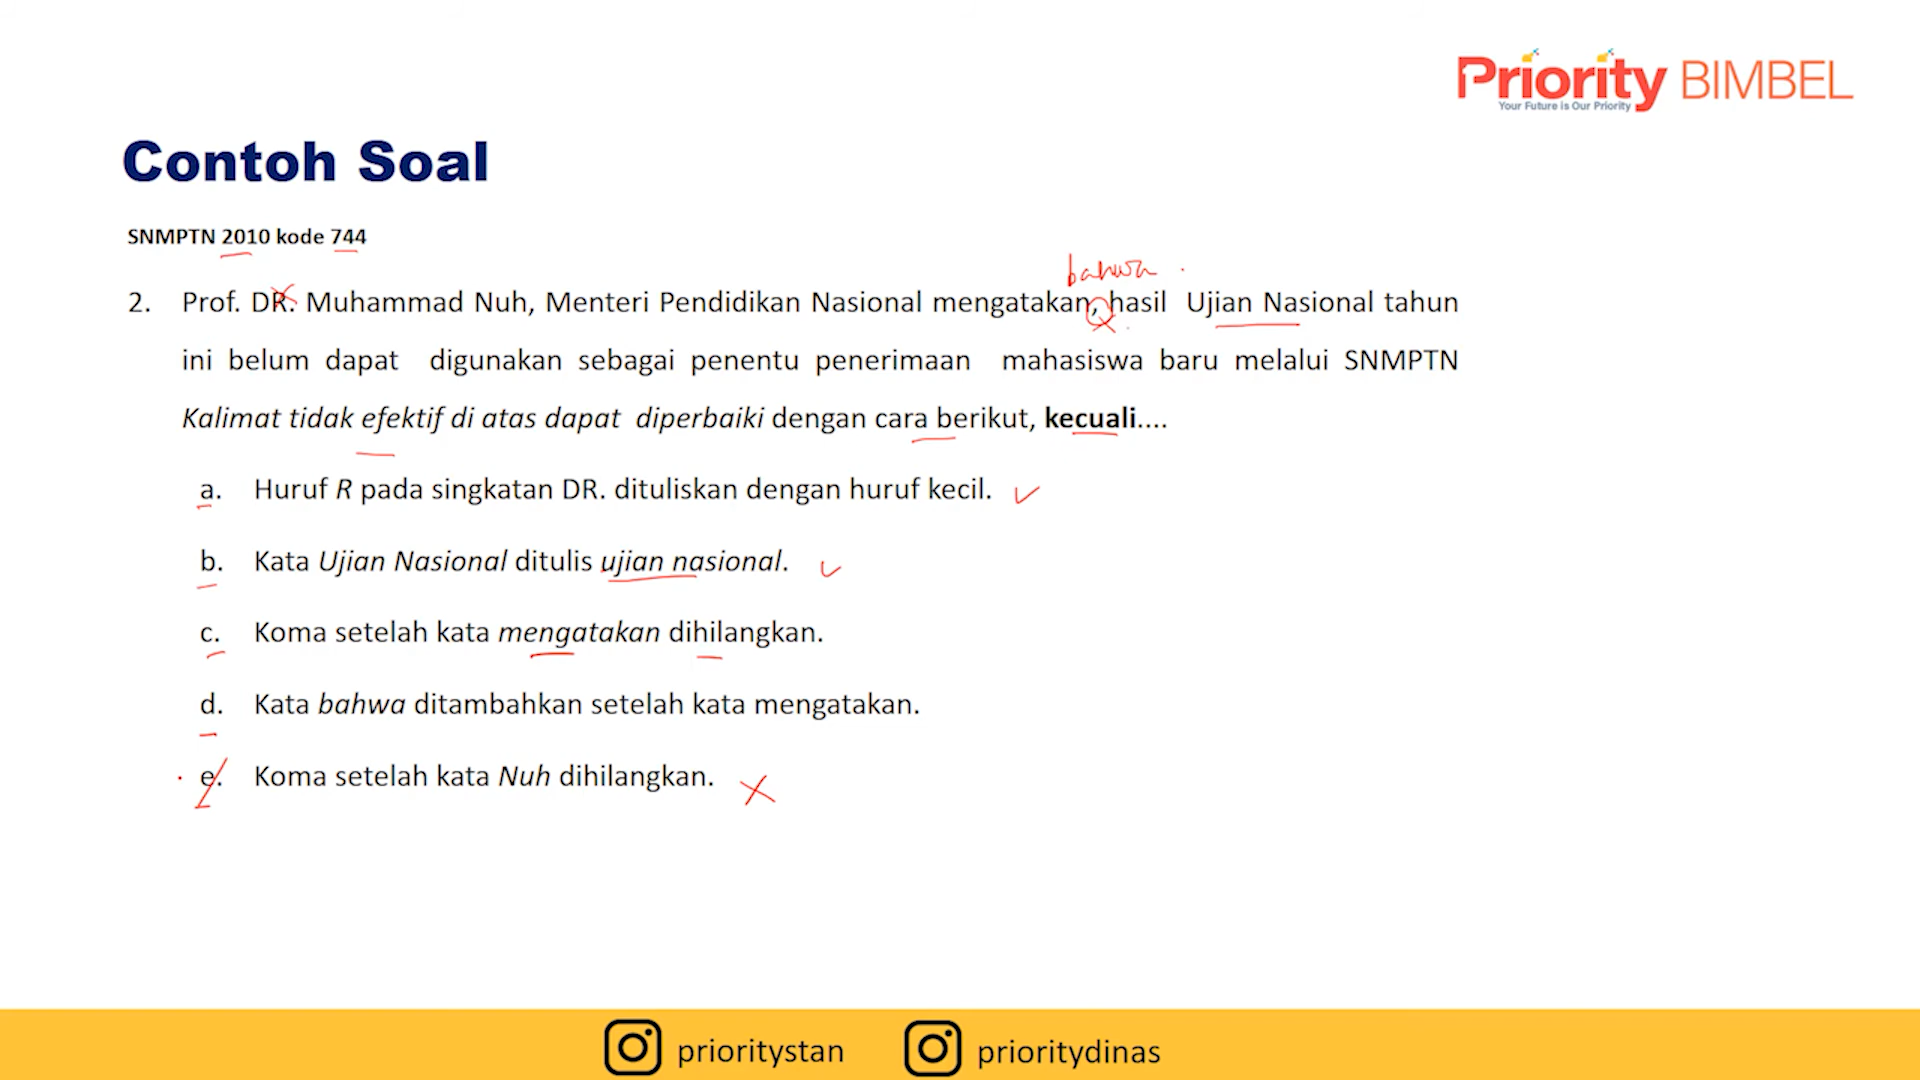 Priority BIMBEL
Your Future is Our Priority
Contoh Soal
SNMPTN 2010 kode 744
bahwa
2. Prof. DR. Muhammad Nuh, Menteri Pendidikan Nasional mengatakan, hasil Ujian Nasional tahun
ini belum dapat digunakan sebagai penentu penerimaan mahasiswa baru melalui SNMPTN
Kalimat tidak efektif di atas dapat diperbaiki dengan cara berikut, kecuali....
a. Huruf R pada singkatan DR. dituliskan dengan huruf kecil.
b. Kata Ujian Nasional ditulis ujian nasional.
c. Koma setelah kata mengatakan dihilangkan.
d. Kata bahwa ditambahkan setelah kata mengatakan.
e. Koma setelah kata Nuh dihilangkan.
prioritystan prioritydinas